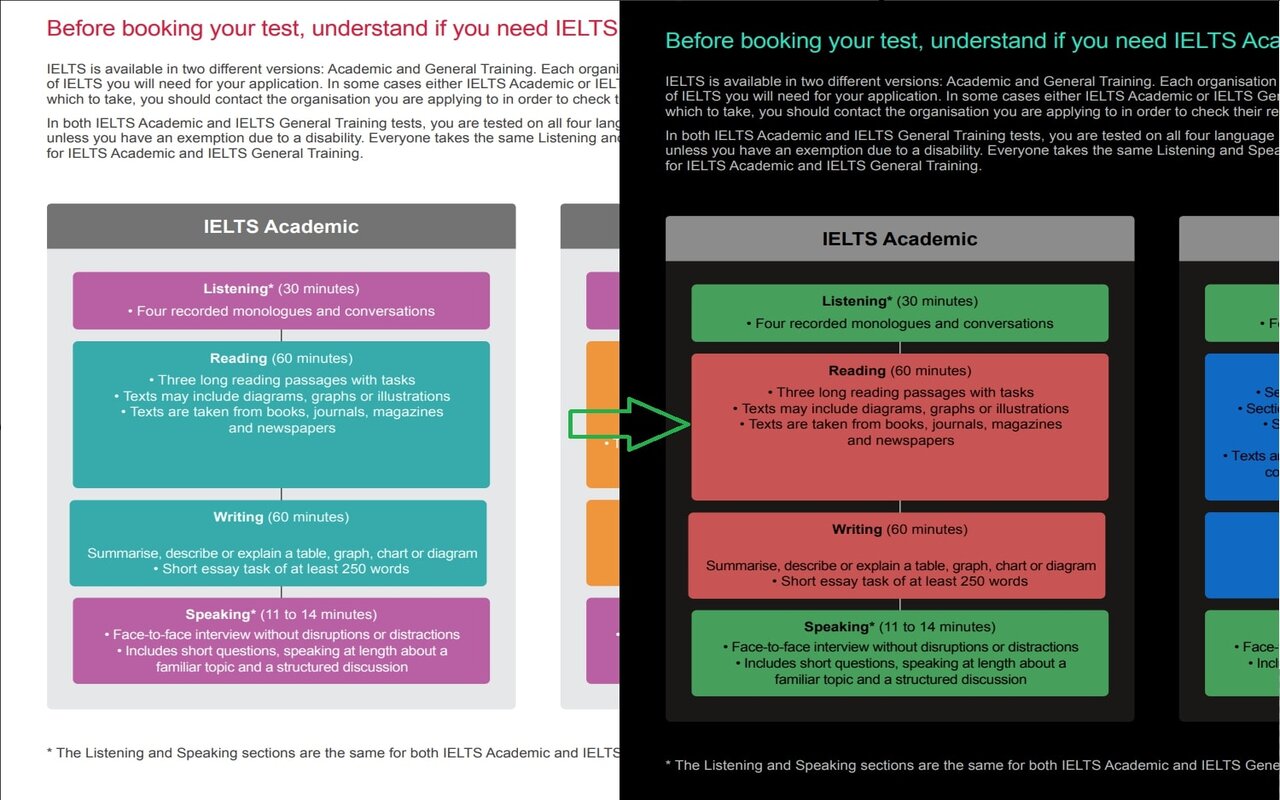 Before booking your test, understand if you need IELTS
IELTS is available in two different versions: Academic and General Training. Each
of IELTS you will need for your application. In some cases either IELTS Academic or
which to take, you should contact the organisation you are applying to in order to check
In both IELTS Academic and IELTS General Training tests, you are tested on all four
unless you have an exemption due to a disability. Everyone takes the same Listening
for IELTS Academic and IELTS General Training.
IELTS Academic
Listening* (30 minutes)
• Four recorded monologues and conversations
Reading (60 minutes)
• Three long reading passages with tasks
• Texts may include diagrams, graphs or illustrations
• Texts are taken from books, journals, magazines
and newspapers
Writing (60 minutes)
Summarise, describe or explain a table, graph, chart or diagram
• Short essay task of at least 250 words
Speaking* (11 to 14 minutes)
• Face-to-face interview without disruptions or distractions
• Includes short questions, speaking at length about a
familiar topic and a structured discussion
* The Listening and Speaking sections are the same for both IELTS Academic and IELTS
Before booking your test, understand if you need IELTS
IELTS is available in two different versions: Academic and General Training. Each organisation
of IELTS you will need for your application. In some cases either IELTS Academic or IELTS
which to take, you should contact the organisation you are applying to in order to check their
In both IELTS Academic and IELTS General Training tests, you are tested on all four language
unless you have an exemption due to a disability. Everyone takes the same Listening and
for IELTS Academic and IELTS General Training.
IELTS Academic
Listening* (30 minutes)
• Four recorded monologues and conversations
Reading (60 minutes)
• Three long reading passages with tasks
• Texts may include diagrams, graphs or illustrations
• Texts are taken from books, journals, magazines
and newspapers
Writing (60 minutes)
Summarise, describe or explain a table, graph, chart or diagram
• Short essay task of at least 250 words
Speaking* (11 to 14 minutes)
• Face-to-face interview without disruptions or distractions
• Includes short questions, speaking at length about a
familiar topic and a structured discussion
• Texts
* The Listening and Speaking sections are the same for both IELTS Academic and IELTS